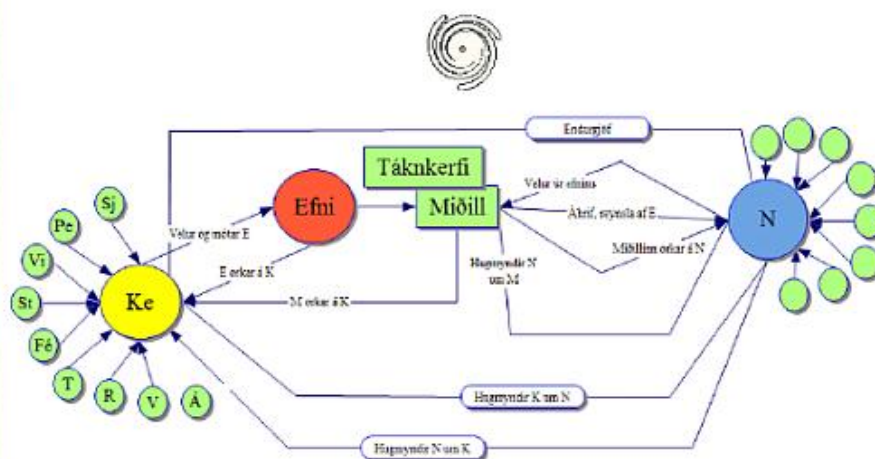 Endurgjöf
Táknkerfi
Miðill
Efni
Velur úr efninu
Áhrif, reynsla af E
Miðillinn orkar á N
Hugmyndir N
um M
N
Velur og mótar E
E orkar á K
M orkar á K
Sj
Pe
Vi
St
Fé
T
R
V
Á
Ke
Hugmyndir K um N
Hugmyndir N um K